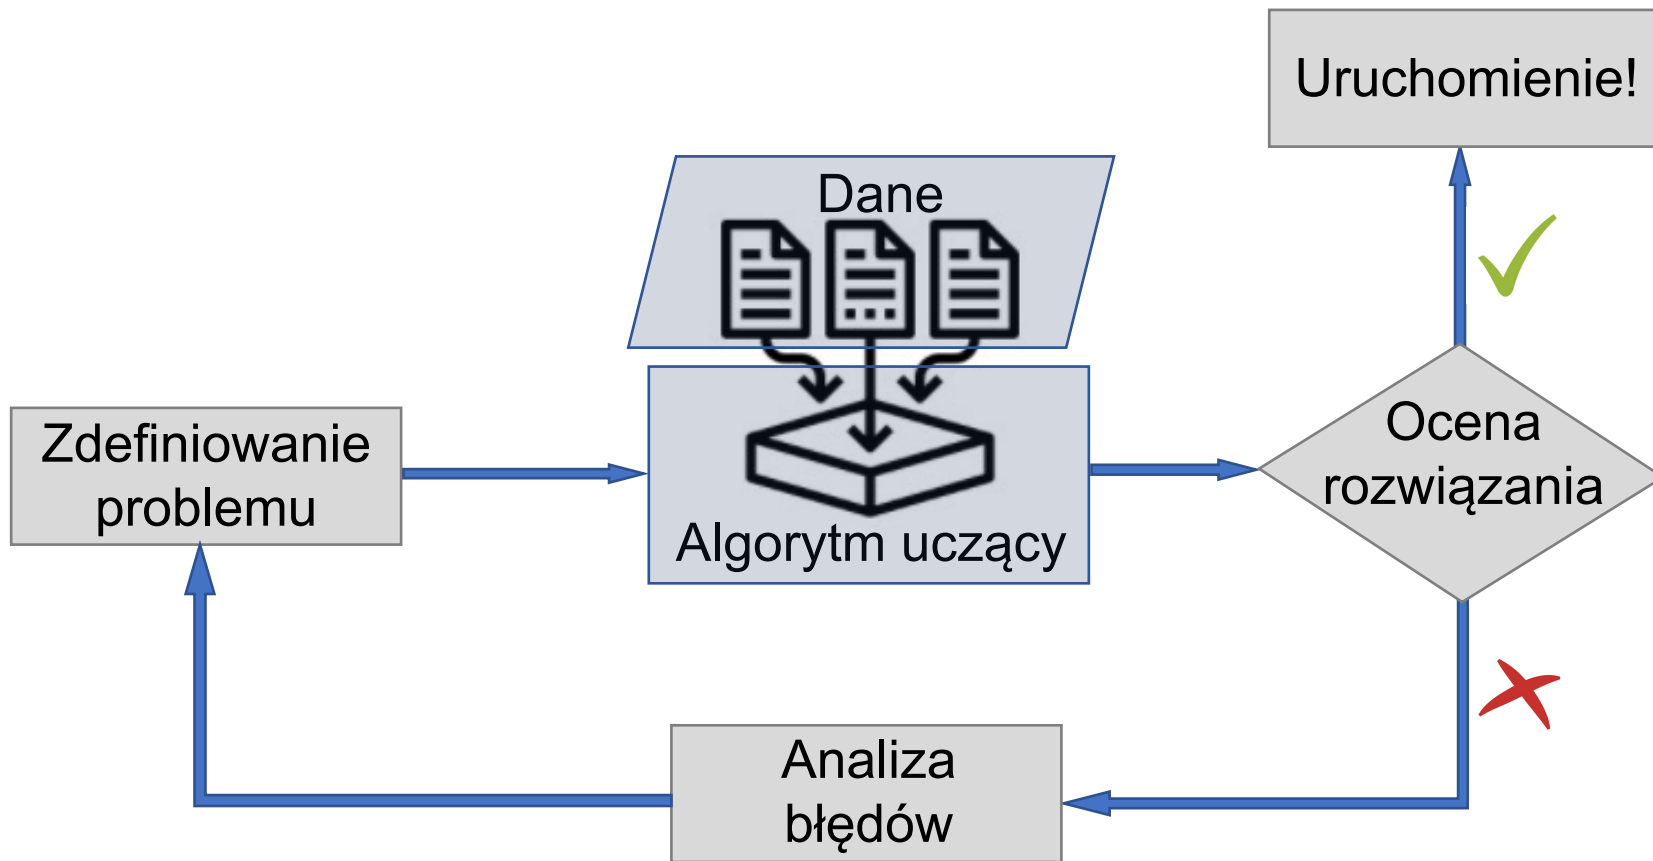 Uruchomienie!
Dane
Zdefiniowanie
problemu
Algorytm uczący
Ocena
rozwiązania
Analiza
błędów